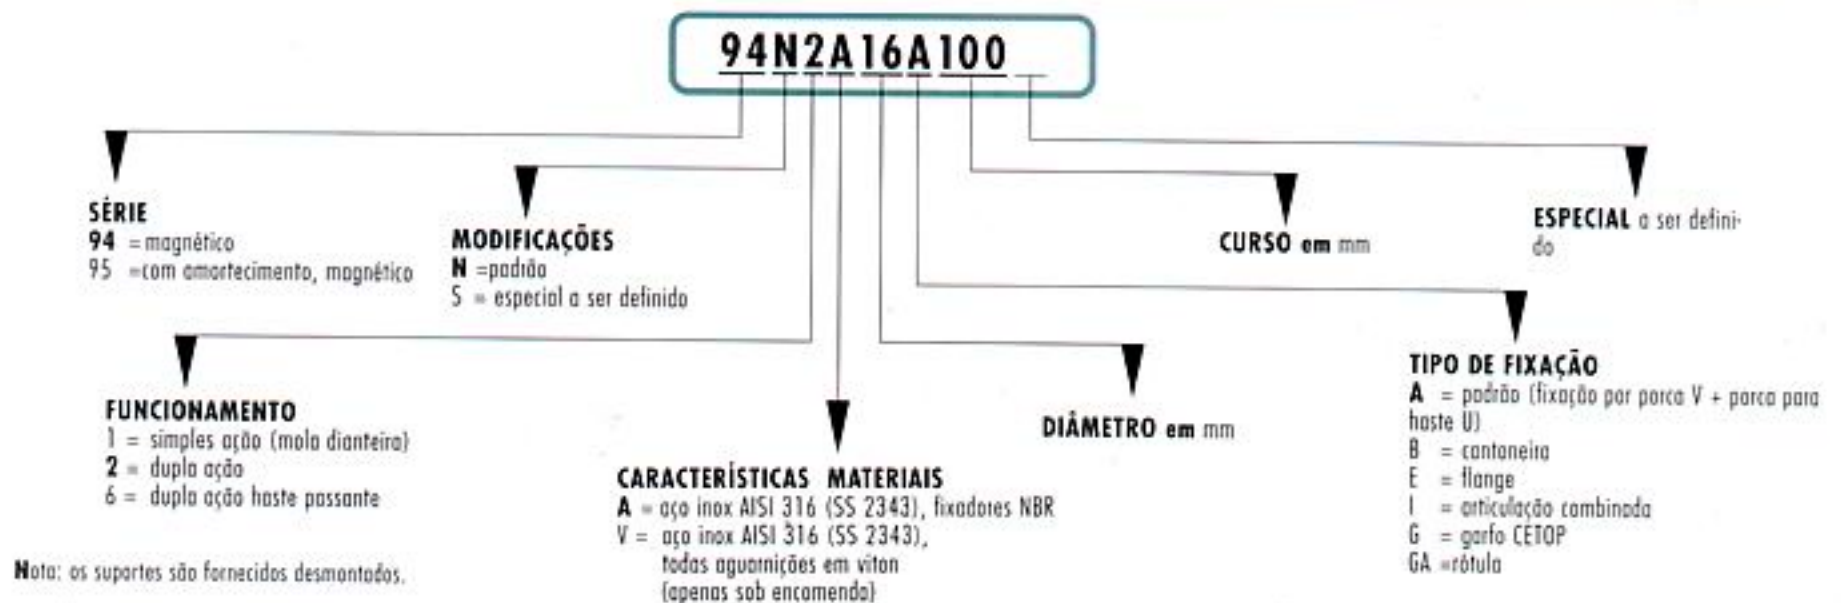 94N2A16A100
SÉRIE
94 = magnético
95 =com amortecimento, magnético
MODIFICAÇÕES
N =padrão
S = especial a ser definido
CURSO em mm
ESPECIAL a ser defini-
do
FUNCIONAMENTO
1 = simples ação (mola dianteira)
2 = dupla ação
6 = dupla ação haste passante
CARACTERÍSTICAS MATERIAIS
A = aço inox AISI 316 (SS 2343), fixadores NBR
V = aço inox AISI 316 (SS 2343),
todas aguarnições em viton
(apenas sob encomenda)
DIÂMETRO em mm
TIPO DE FIXAÇÃO
A = padrão (fixação por porca V + porca para
haste U)
B = cantoneira
E = flange
I = articulação combinada
G = garfo CETOP
GA =rótula
Nota: os suportes são fornecidos desmontados.